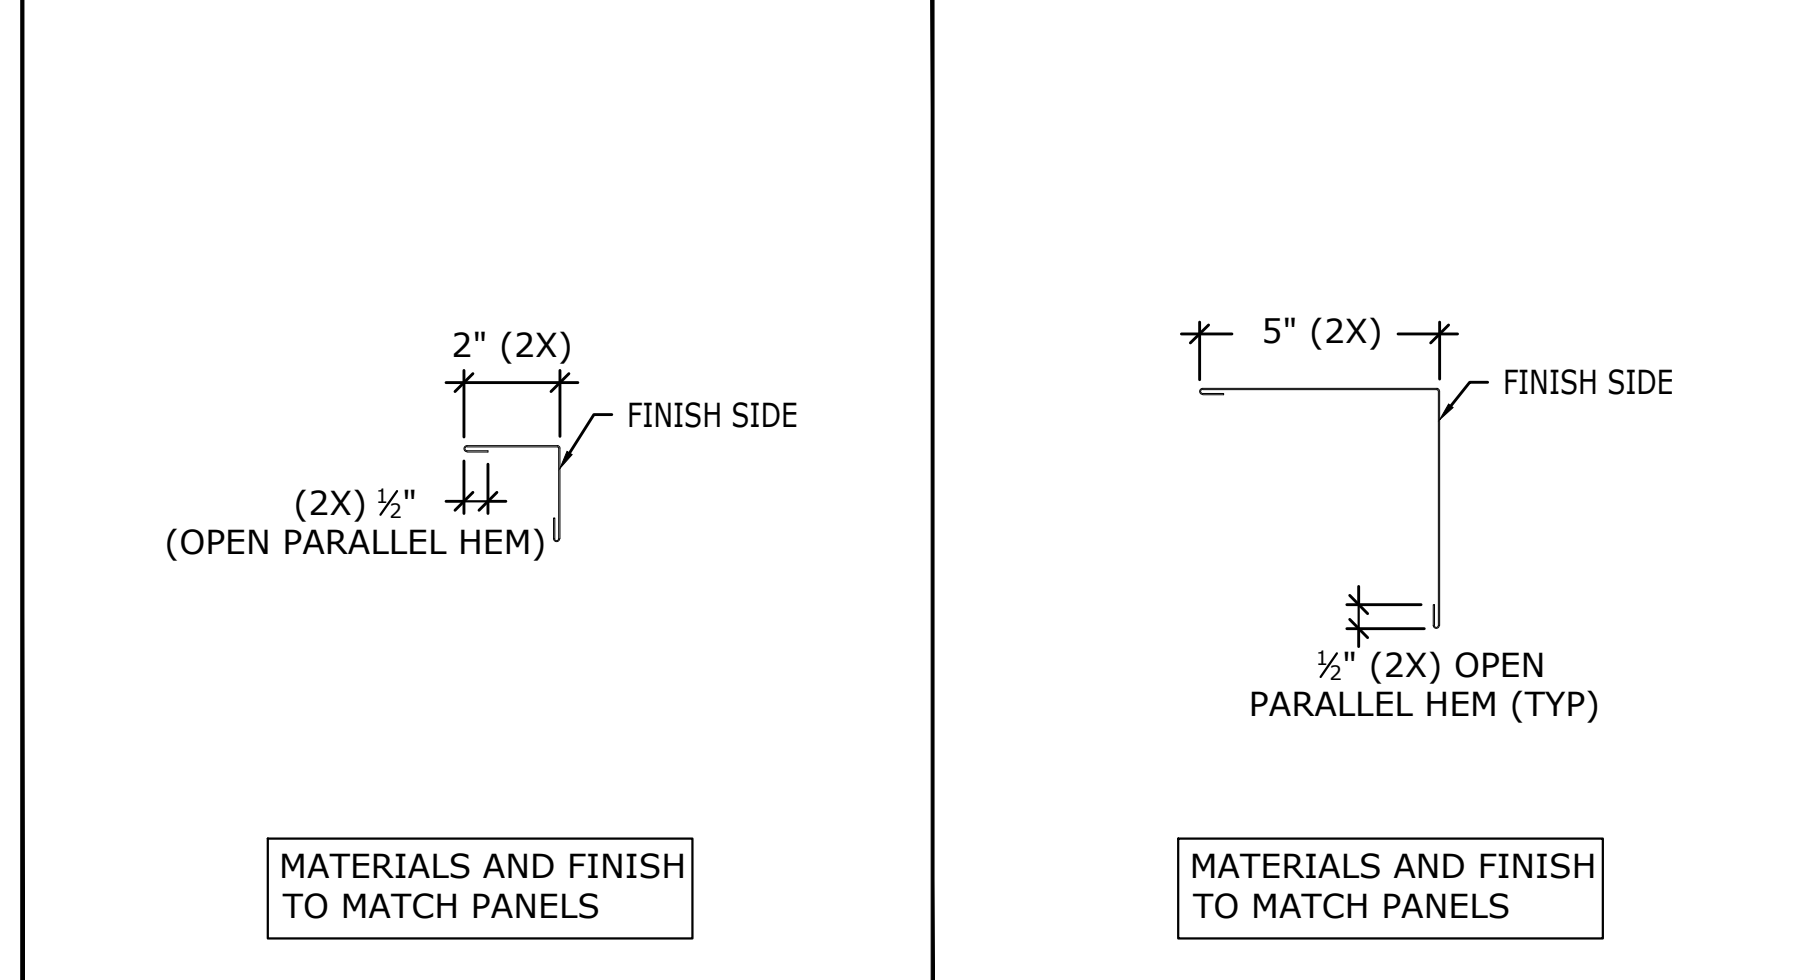 2" (2X)
FINISH SIDE
(2X) ½"
(OPEN PARALLEL HEM)
MATERIALS AND FINISH
TO MATCH PANELS
5" (2X)
FINISH SIDE
½" (2X) OPEN
PARALLEL HEM (TYP)
MATERIALS AND FINISH
TO MATCH PANELS